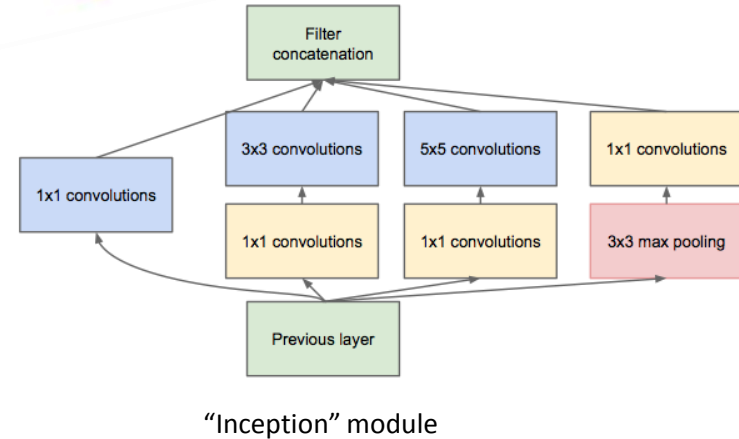 Filter
concatenation
3x3 convolutions
5x5 convolutions
1x1 convolutions
1x1 convolutions
1x1 convolutions
1x1 convolutions
3x3 max pooling
Previous layer
“Inception” module